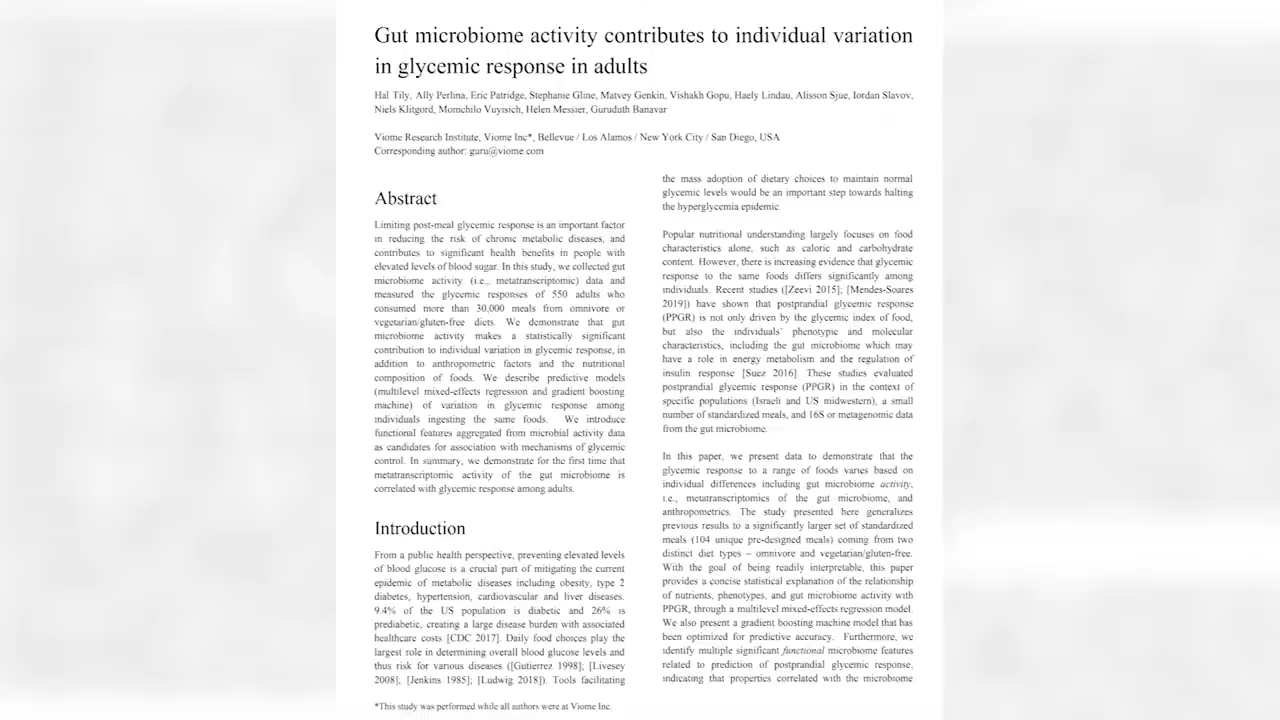 Gut microbiome activity contributes to individual variation
in glycemic response in adults
Hal Tily, Ally Perlina, Eric Patridge, Stephanie Gline, Matvey Genkin, Vishakh Gopu, Haely Lindau, Alisson Sjue, Iordan Slavov,
Niels Klitgord, Momchilo Vuyisich, Helen Messier, Guruduth Banavar
Viome Research Institute, Viome Inc*, Bellevue / Los Alamos / New York City / San Diego, USA
Corresponding author: guru@viome.com
Abstract
Limiting post-meal glycemic response is an important factor
in reducing the risk of chronic metabolic diseases, and
contributes to significant health benefits in people with
elevated levels of blood sugar. In this study, we collected gut
microbiome activity (i.e., metatranscriptomic) data and
measured the glycemic responses of 550 adults who
consumed more than 30,000 meals from omnivore or
vegetarian/gluten-free diets. We demonstrate that gut
microbiome activity makes a statistically significant
contribution to individual variation in glycemic response, in
addition to anthropometric factors and the nutritional
composition of foods. We describe predictive models
(multilevel mixed-effects regression and gradient boosting
machine) of variation in glycemic response among
individuals ingesting the same foods. We introduce
functional features aggregated from microbial activity data
as candidates for association with mechanisms of glycemic
control. In summary, we demonstrate for the first time that
metatranscriptomic activity of the gut microbiome is
correlated with glycemic response among adults.
Introduction
From a public health perspective, preventing elevated levels
of blood glucose is a crucial part of mitigating the current
epidemic of metabolic diseases including obesity, type 2
diabetes, hypertension, cardiovascular and liver diseases.
9.4% of the US population is diabetic and 26% is
prediabetic, creating a large disease burden with associated
healthcare costs [CDC 2017]. Daily food choices play the
largest role in determining overall blood glucose levels and
thus risk for various diseases ([Gutierrez 1998]; [Livesey
2008]; [Jenkins 1985]; [Ludwig 2018]). Tools facilitating
*This study was performed while all authors were at Viome Inc.
the mass adoption of dietary choices to maintain normal
glycemic levels would be an important step towards halting
the hyperglycemia epidemic.
Popular nutritional understanding largely focuses on food
characteristics alone, such as caloric and carbohydrate
content. However, there is increasing evidence that glycemic
response to the same foods differs significantly among
individuals. Recent studies ([Zeevi 2015]; [Mendes-Soares
2019]) have shown that postprandial glycemic response
(PPGR) is not only driven by the glycemic index of food,
but also the individuals' phenotypic and molecular
characteristics, including the gut microbiome which may
have a role in energy metabolism and the regulation of
insulin response [Suez 2016]. These studies evaluated
postprandial glycemic response (PPGR) in the context of
specific populations (Israeli and US midwestern), a small
number of standardized meals, and 16S or metagenomic data
from the gut microbiome.
In this paper, we present data to demonstrate that the
glycemic response to a range of foods varies based on
individual differences including gut microbiome activity,
i.e., metatranscriptomics of the gut microbiome, and
anthropometrics. The study presented here generalizes
previous results to a significantly larger set of standardized
meals (104 unique pre-designed meals) coming from two
distinct diet types – omnivore and vegetarian/gluten-free.
With the goal of being readily interpretable, this paper
provides a concise statistical explanation of the relationship
of nutrients, phenotypes, and gut microbiome activity with
PPGR, through a multilevel mixed-effects regression model.
We also present a gradient boosting machine model that has
been optimized for predictive accuracy. Furthermore, we
identify multiple significant functional microbiome features
related to prediction of postprandial glycemic response,
indicating that properties correlated with the microbiome